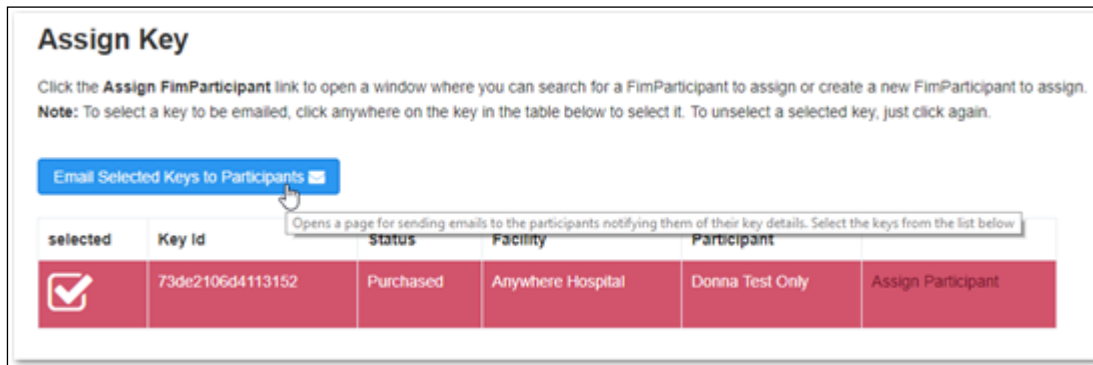 Assign Key
Click the Assign FimParticipant link to open a window where you can search for a FimParticipant to assign or create a new FimParticipant to assign.
Note: To select a key to be emailed, click anywhere on the key in the table below to select it. To unselect a selected key, just click again.
Email Selected Keys to Participants
Opens a page for sending emails to the participants notifying them of their key details. Select the keys from the list below
selected Key Id Status Facility Participant
73de2106d4113152 Purchased Anywhere Hospital Donna Test Only Assign Participant